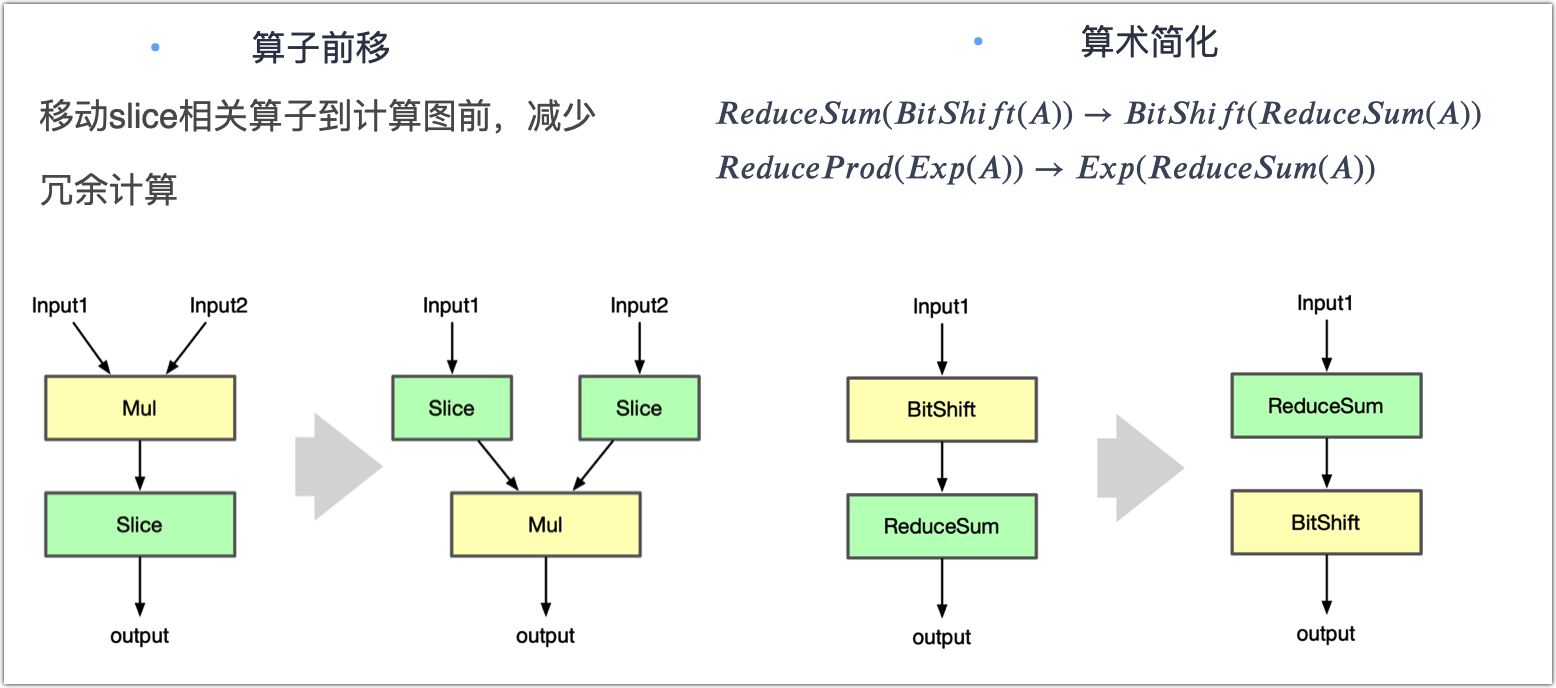 算子前移
移动slice相关算子到计算图前，减少
冗余计算
Input1
Input2
Mul
Slice
output
Input1
Input2
Slice
Slice
Mul
output
算术简化
ReduceSum(BitShift(A)) → BitShift(ReduceSum(A))
ReduceProd(Exp(A)) → Exp(ReduceSum(A))
Input1
BitShift
ReduceSum
output
Input1
ReduceSum
BitShift
output